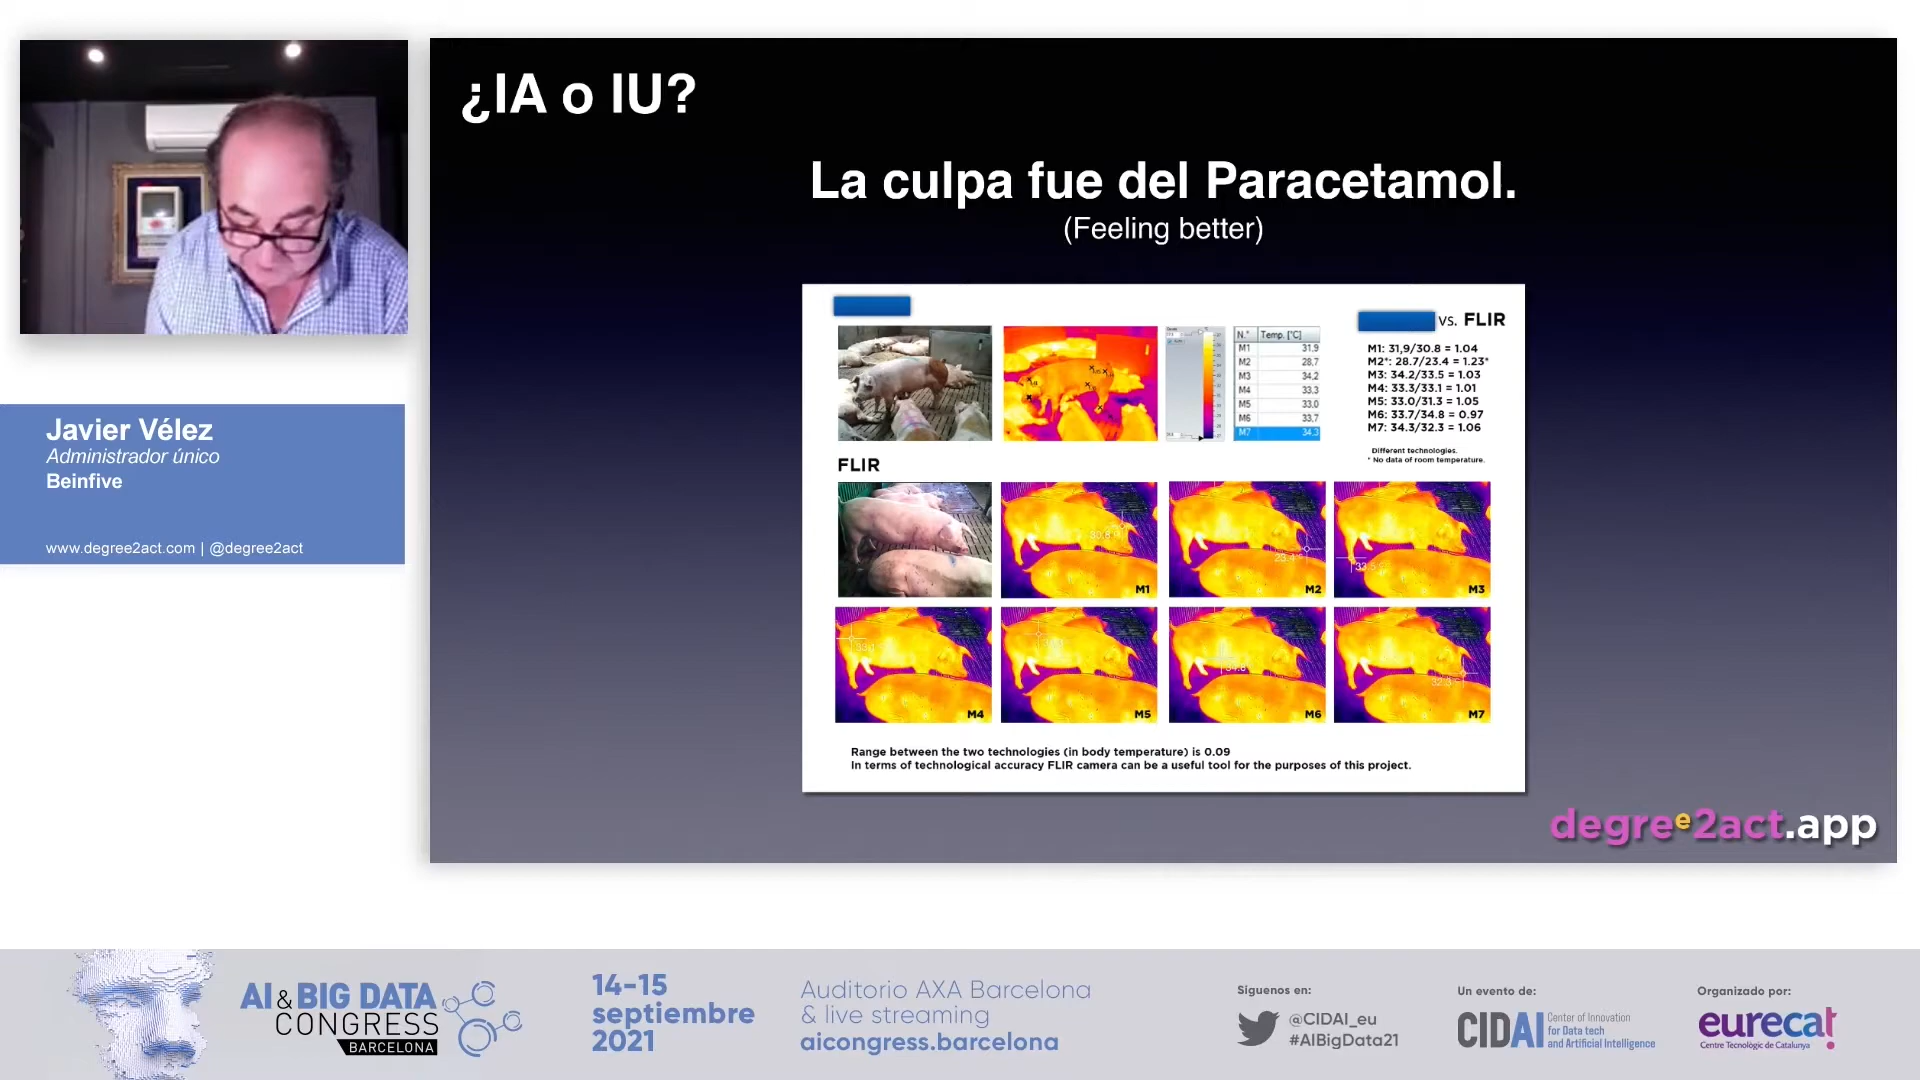 ¿IA o IU?
La culpa fue del Paracetamol.
(Feeling better)
vs. FLIR
N.° Temp. [°C]
M1 31,9
M2 28,7
M3 34,2
M4 33,3
M5 33,0
M6 33,7
M7 34,3
M1: 31,9/30.8 = 1.04
M2*: 28.7/23.4 = 1.23*
M3: 34.2/33.5 = 1.03
M4: 33.3/33.1 = 1.01
M5: 33.0/31.3 = 1.05
M6: 33.7/34.8 = 0.97
M7: 34.3/32.3 = 1.06
Different technologies.
* No data of room temperature.
FLIR
M1
M2
M3
M4
M5
M6
M7
Range between the two technologies (in body temperature) is 0.09
In terms of technological accuracy FLIR camera can be a useful tool for the purposes of this project.
degree2act.app
Javier Vélez
Administrador único
Beinfive
www.degree2act.com | @degree2act
AI & BIG DATA
CONGRESS
BARCELONA
14-15
septiembre
2021
Auditorio AXA Barcelona
& live streaming
aicongress.barcelona
Síguenos en:
@CIDAI_eu
#AIBigData21
Un evento de:
CIDAI
Center of Innovation
for Data tech
and Artificial Intelligence
Organizado por:
eurecat
Centre Tecnològic de Catalunya